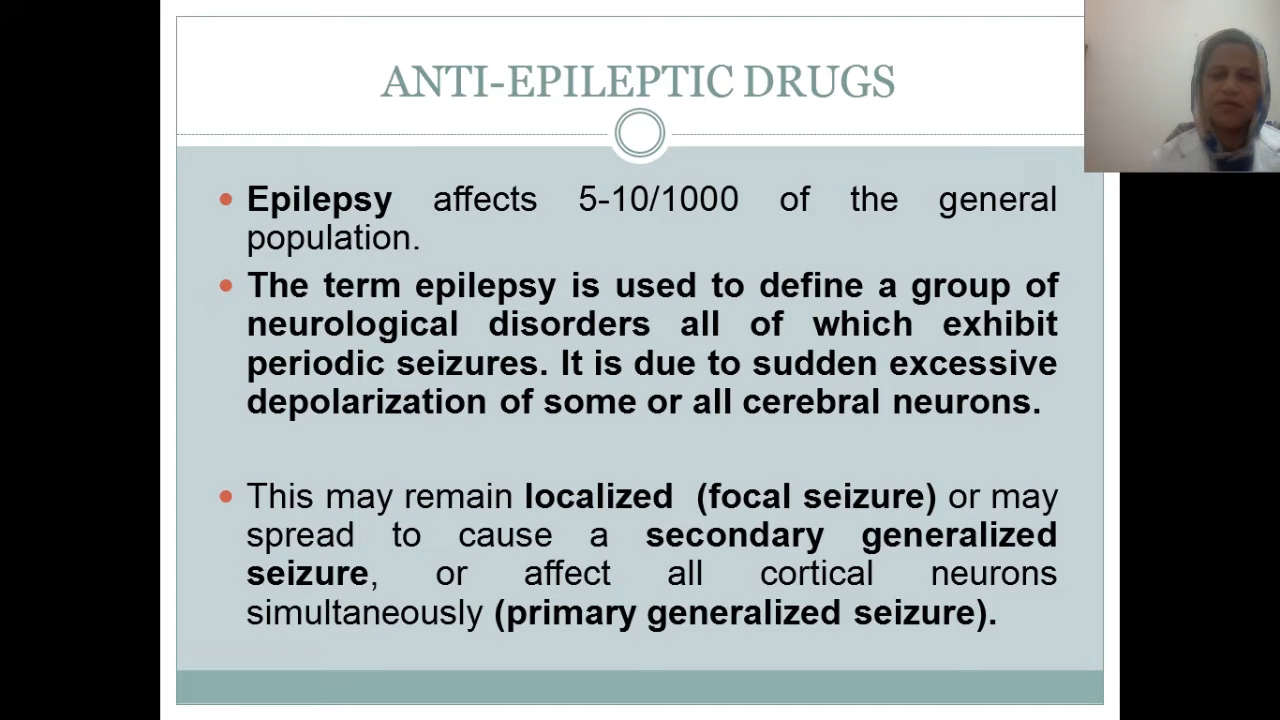 ANTI-EPILEPTIC DRUGS
• Epilepsy affects 5-10/1000 of the general
population.
• The term epilepsy is used to define a group of
neurological disorders all of which exhibit
periodic seizures. It is due to sudden excessive
depolarization of some or all cerebral neurons.
• This may remain localized (focal seizure) or may
spread to cause a secondary generalized
seizure, or affect all cortical neurons
simultaneously (primary generalized seizure).